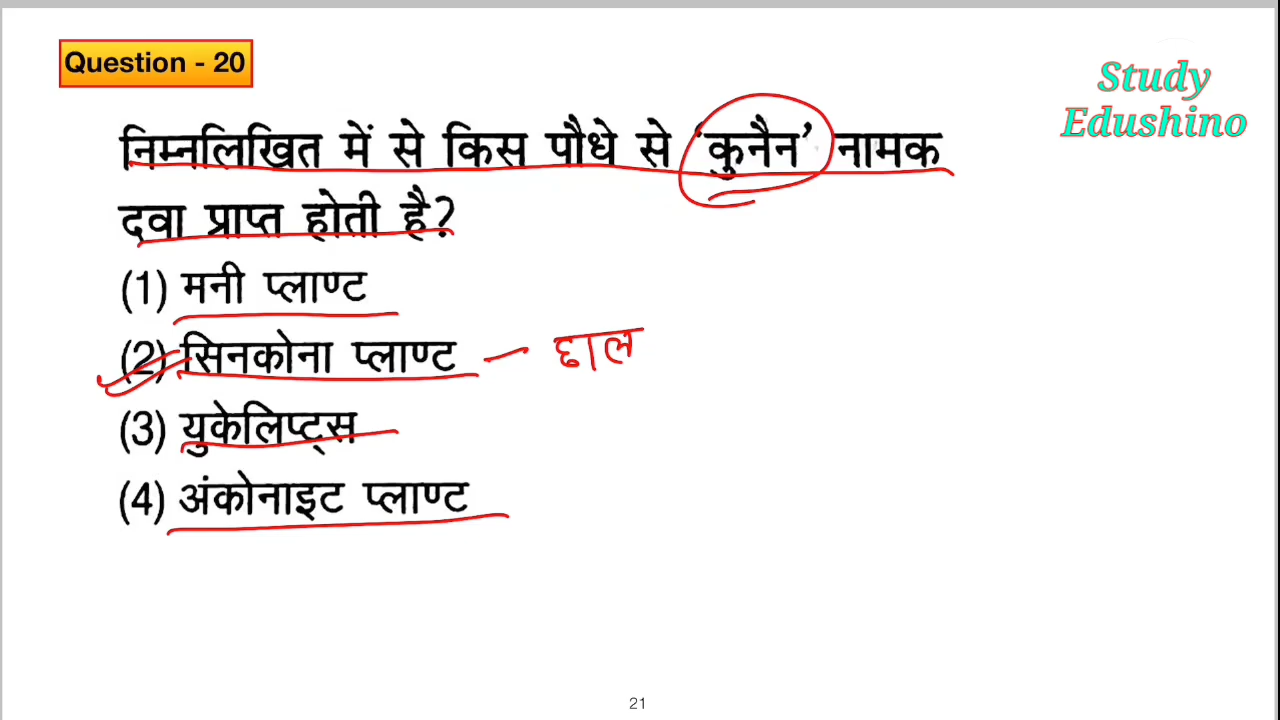 Question - 20
Study
Edushino
निम्नलिखित में से किस पौधे से 'कुनैन' नामक
दवा प्राप्त होती है?
(1) मनी प्लाण्ट
(2) सिनकोना प्लाण्ट – छाल
(3) युकेलिप्ट्स
(4) अंकोनाइट प्लाण्ट
21